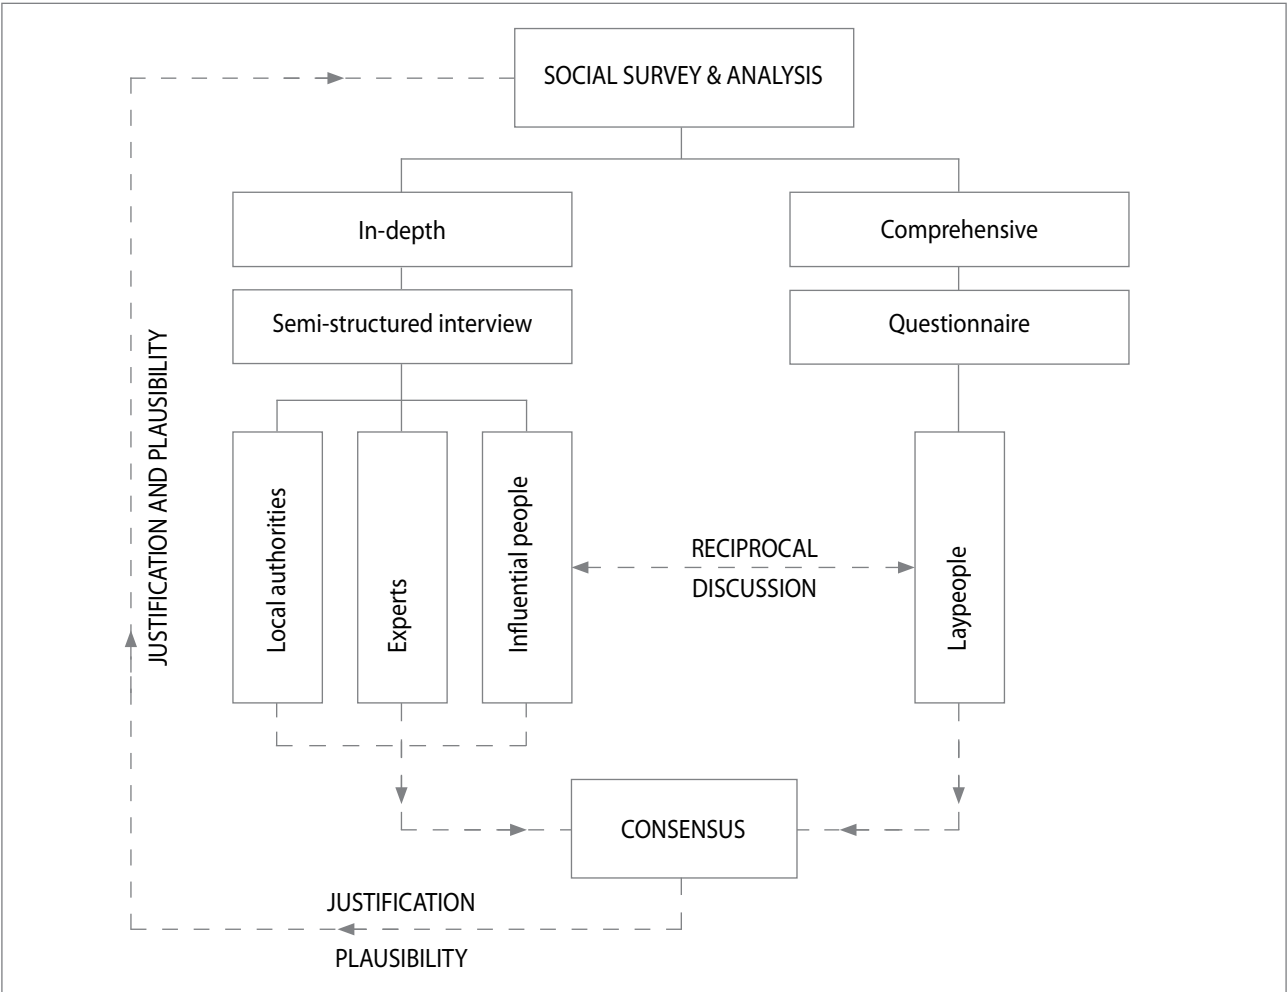 SOCIAL SURVEY & ANALYSIS
In-depth
Comprehensive
Semi-structured interview
Questionnaire
JUSTIFICATION AND PLAUSIBILITY
Local authorities
Experts
Influential people
RECIPROCAL
DISCUSSION
Laypeople
CONSENSUS
JUSTIFICATION
PLAUSIBILITY